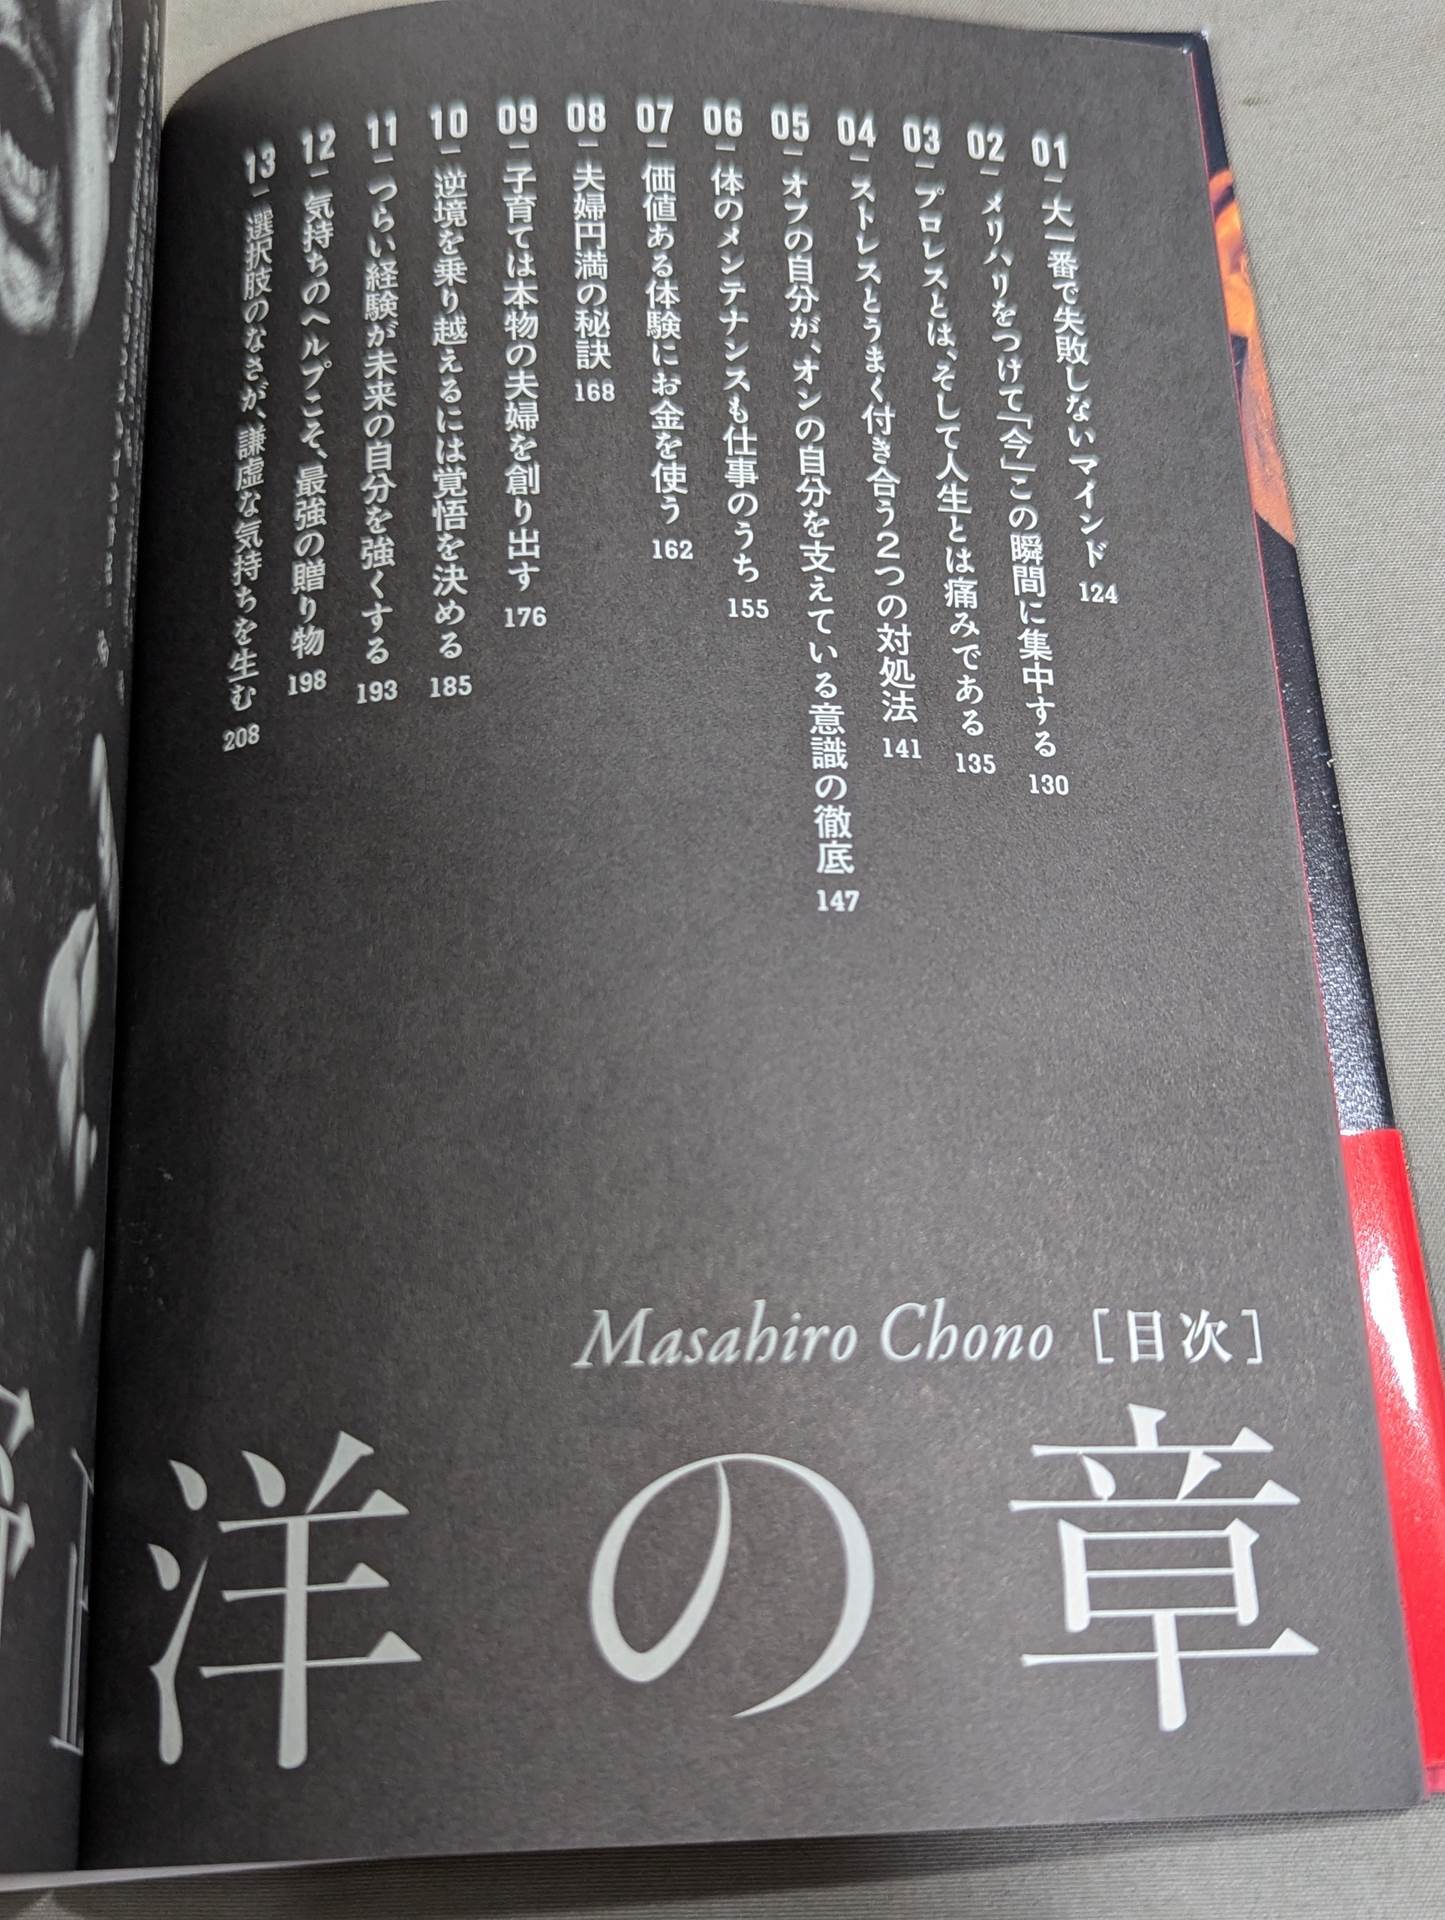 01 大一番で失敗しないマインド 124
02 メリハリをつけて「今」この瞬間に集中する 130
03 プロレスとは、そして人生とは痛みである 135
04 ストレスとうまく付き合う2つの対処法 141
05 オフの自分が、オンの自分を支えている意識の徹底 147
06 体のメンテナンスも仕事のうち 155
07 価値ある体験にお金を使う 162
08 夫婦円満の秘訣 168
09 子育ては本物の夫婦を創り出す 176
10 逆境を乗り越えるには覚悟を決める 185
11 つらい経験が未来の自分を強くする 193
12 気持ちのヘルプこそ、最強の贈り物 198
13 選択肢のなさが、謙虚な気持ちを生む 208
Masahiro Chono [目次]
洋の章